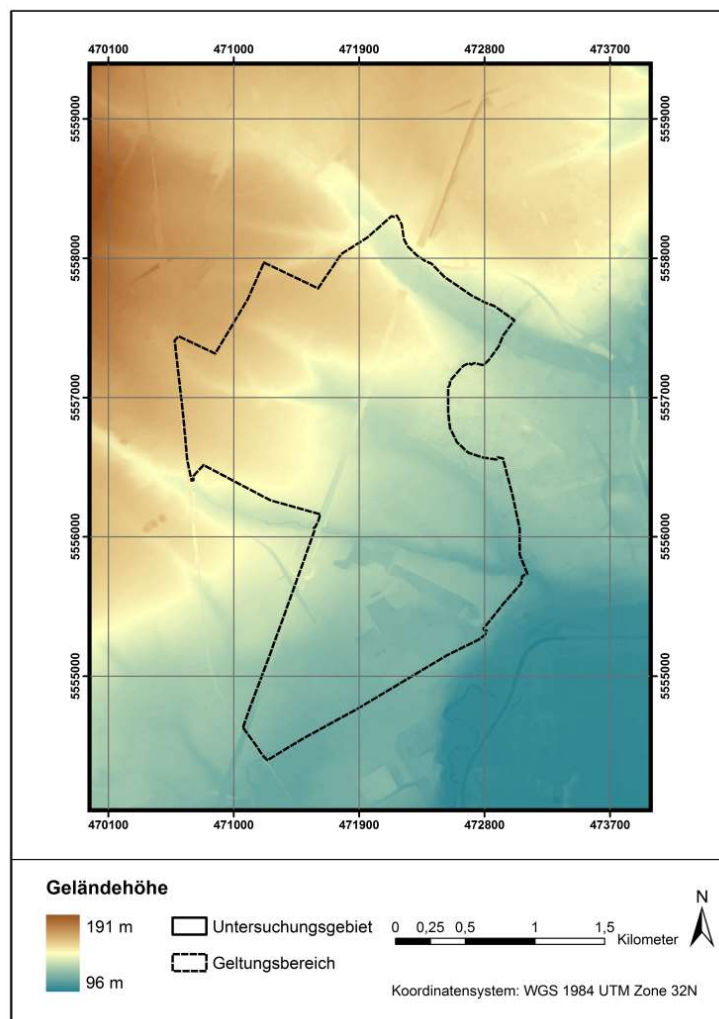 470100 471000 471900 472800 473700
5559000 5559000
5558000 5558000
5557000 5557000
5556000 5556000
5555000 5555000
470100 471000 471900 472800 473700
Geländehöhe
191 m
96 m
Untersuchungsgebiet
Geltungsbereich
0 0,25 0,5 1 1,5
Kilometer
N
Koordinatensystem: WGS 1984 UTM Zone 32N